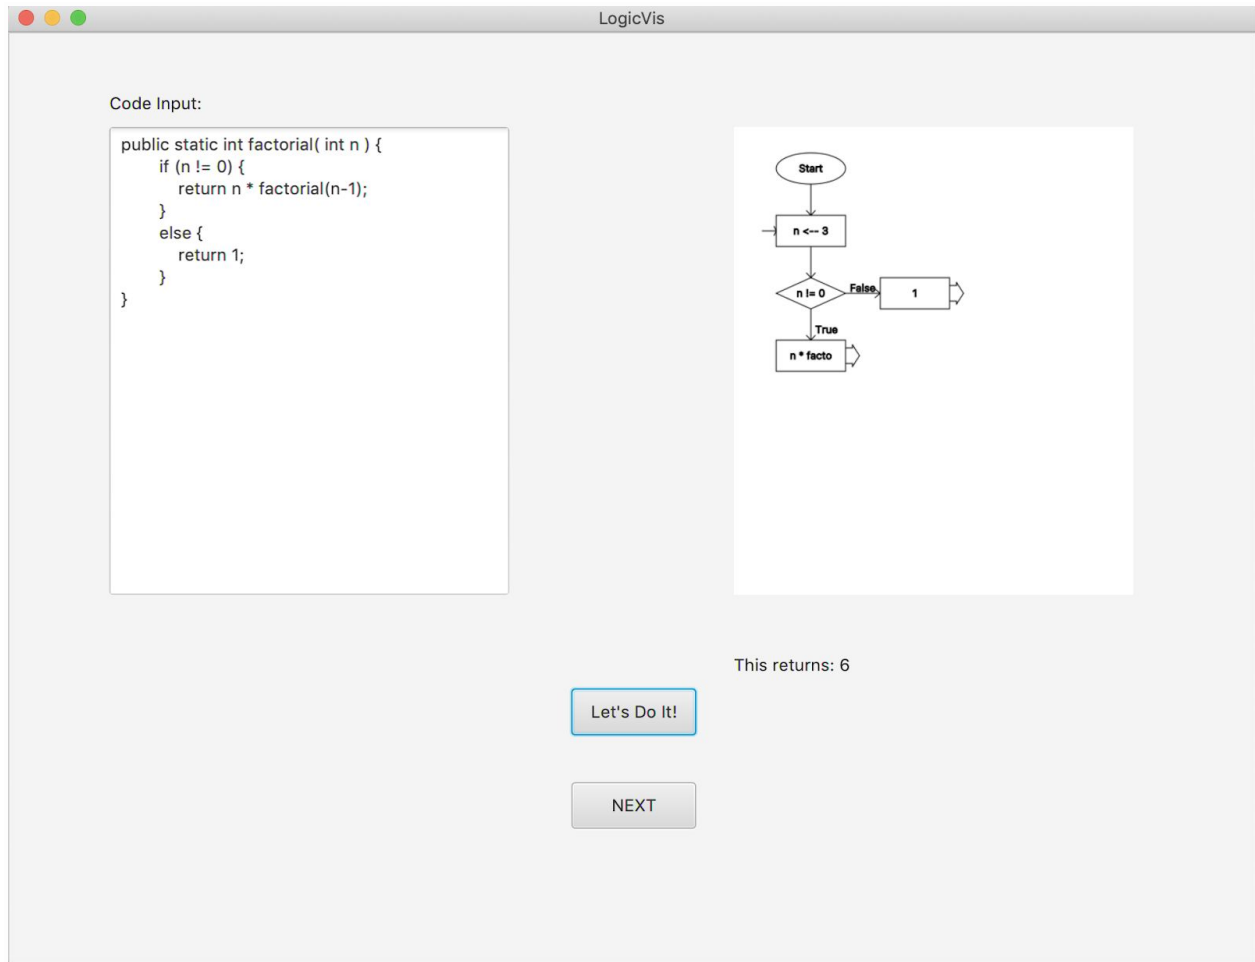 LogicVis
Code Input:
public static int factorial( int n ) {
if (n != 0) {
return n * factorial(n-1);
}
else {
return 1;
}
}
Start
n <-- 3
n != 0
False
1
True
n * facto
This returns: 6
Let's Do It!
NEXT